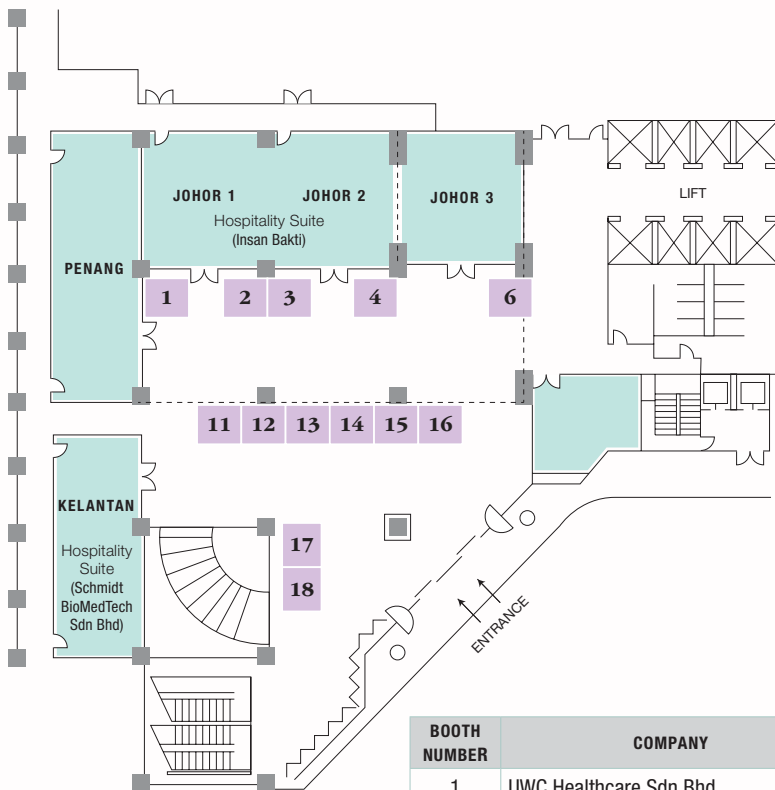 JOHOR 1
JOHOR 2
Hospitality Suite
(Insan Bakti)
JOHOR 3
LIFT
PENANG
1
2
3
4
6
11
12
13
14
15
16
KELANTAN
Hospitality
Suite
(Schmidt
BioMedTech
Sdn Bhd)
17
18
ENTRANCE
BOOTH
NUMBER
COMPANY
1
UWC Healthcare Sdn Bhd